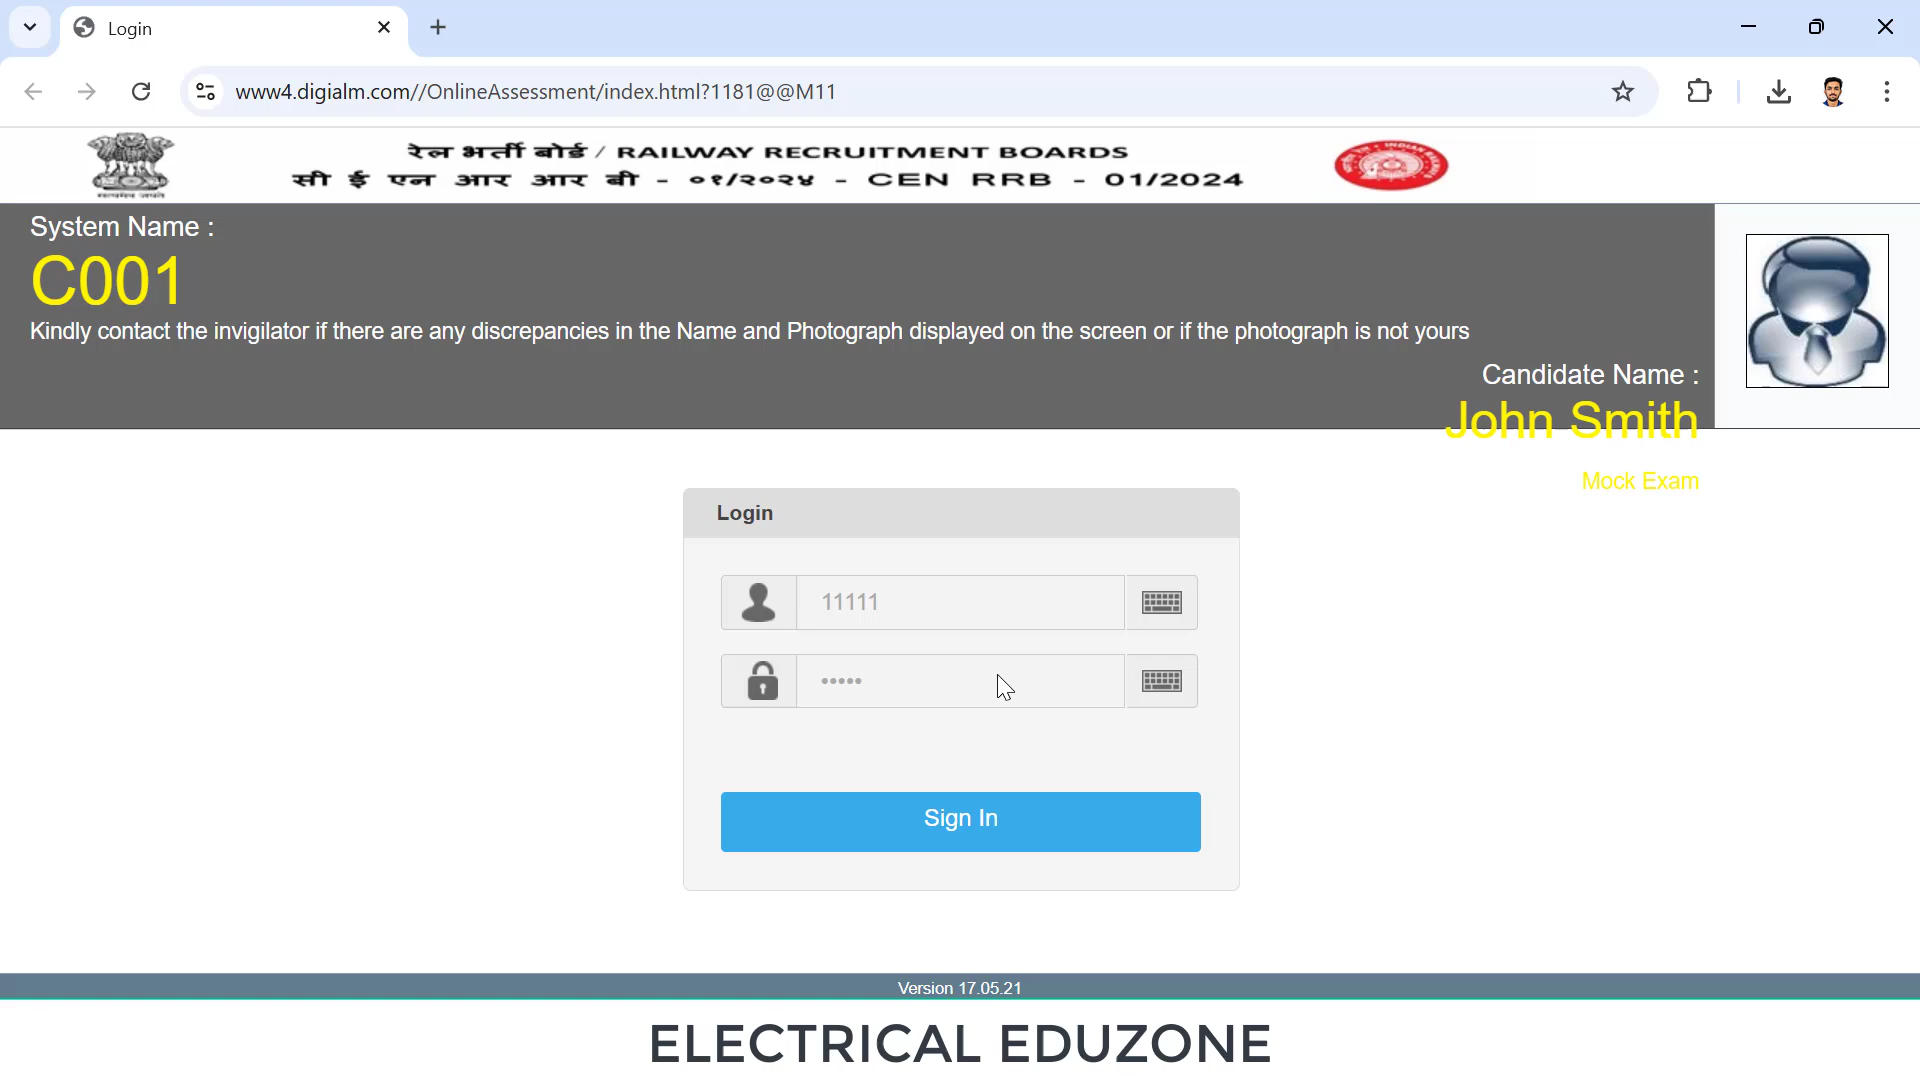 Login
www4.digialm.com//OnlineAssessment/index.html?1181@@M11
रेल भर्ती बोर्ड / RAILWAY RECRUITMENT BOARDS
सी ई एन आर आर बी - ०१/२०२४ - CEN RRB - 01/2024
INDIAN RAILWAYS
System Name :
C001
Kindly contact the invigilator if there are any discrepancies in the Name and Photograph displayed on the screen or if the photograph is not yours
Candidate Name :
John Smith
Mock Exam
Login
11111
•••••
Sign In
Version 17.05.21
ELECTRICAL EDUZONE